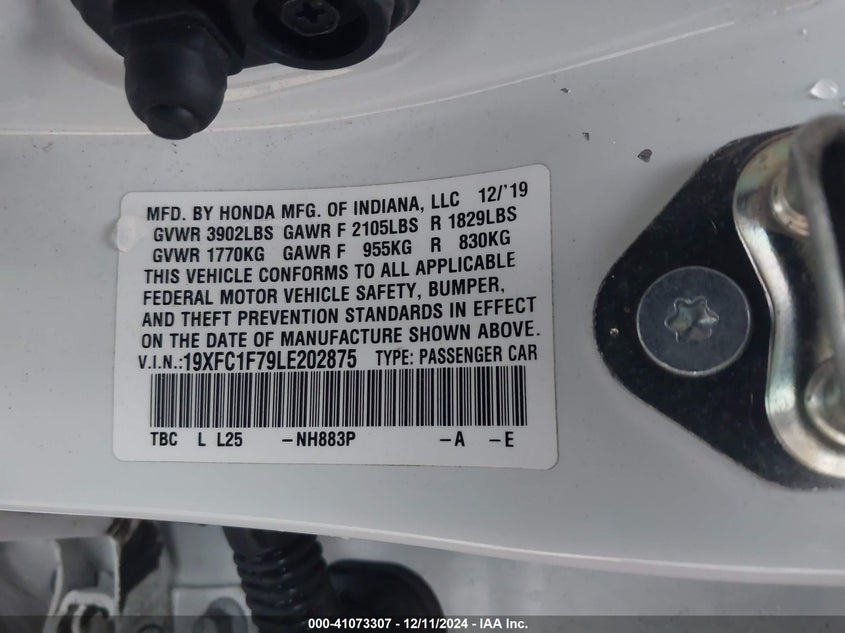 MFD. BY HONDA MFG. OF INDIANA, LLC 12/'19
GVWR 3902LBS GAWR F 2105LBS R 1829LBS
GVWR 1770KG GAWR F 955KG R 830KG
THIS VEHICLE CONFORMS TO ALL APPLICABLE
FEDERAL MOTOR VEHICLE SAFETY, BUMPER,
AND THEFT PREVENTION STANDARDS IN EFFECT
ON THE DATE OF MANUFACTURE SHOWN ABOVE.
V.I.N.:19XFC1F79LE202875 TYPE: PASSENGER CAR
TBC L L25 -NH883P -A -E
000-41073307 - 12/11/2024 - IAA Inc.